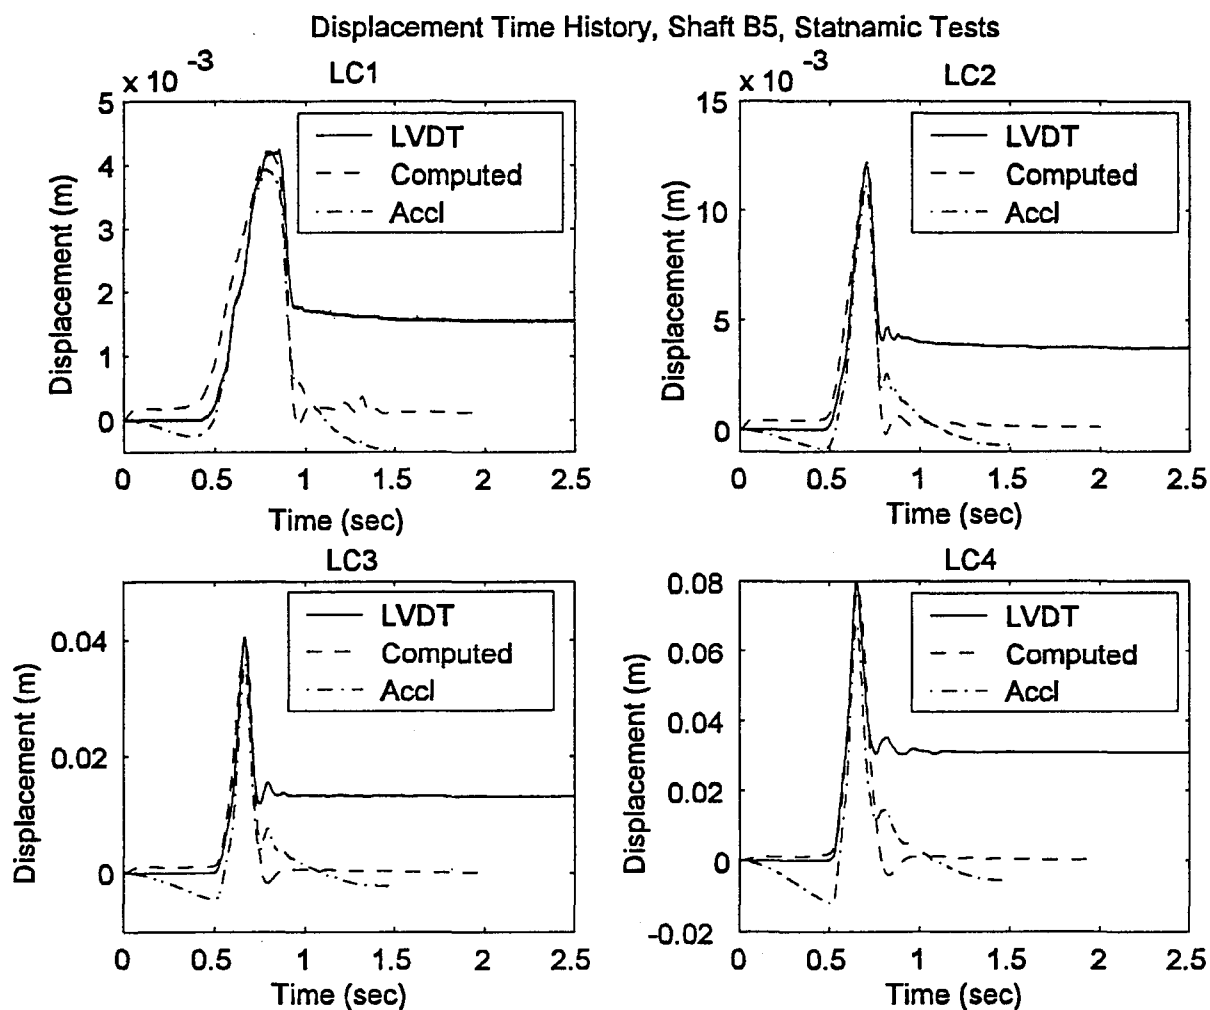 Displacement Time History, Shaft B5, Statnamic Tests
x 10 -3
LC1
5
4
3
2
1
0
Displacement (m)
LVDT
Computed
Accl
0 0.5 1 1.5 2 2.5
Time (sec)
x 10 -3
LC2
15
10
5
0
Displacement (m)
LVDT
Computed
Accl
0 0.5 1 1.5 2 2.5
Time (sec)
LC3
0.04
0.02
0
Displacement (m)
LVDT
Computed
Accl
0 0.5 1 1.5 2 2.5
Time (sec)
LC4
0.08
0.06
0.04
0.02
0
-0.02
Displacement (m)
LVDT
Computed
Accl
0 0.5 1 1.5 2 2.5
Time (sec)